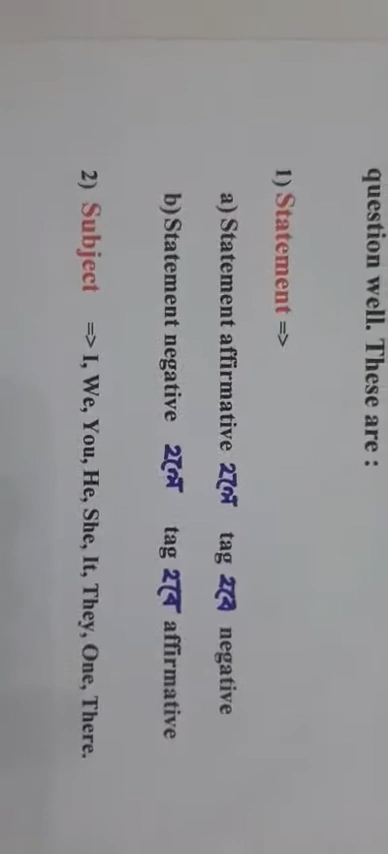 question well. These are :
1) Statement =>
a) Statement affirmative হলে tag হবে negative
b) Statement negative হলে tag হবে affirmative
2) Subject => I, We, You, He, She, It, They, One, There.